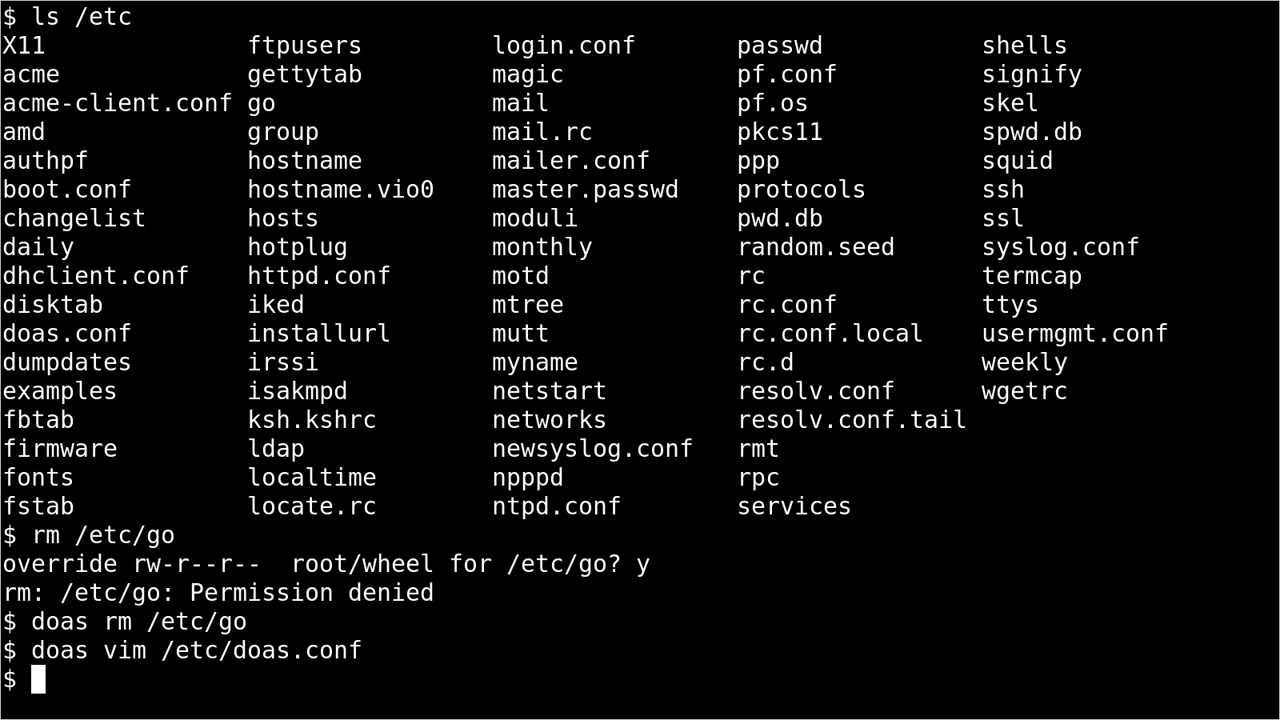 $ ls /etc
X11 ftpusers login.conf passwd shells
acme gettytab magic pf.conf signify
acme-client.conf go mail pf.os skel
amd group mail.rc pkcs11 spwd.db
authpf hostname mailer.conf ppp squid
boot.conf hostname.vio0 master.passwd protocols ssh
changelist hosts moduli pwd.db ssl
daily hotplug monthly random.seed syslog.conf
dhclient.conf httpd.conf motd rc termcap
disktab iked mtree rc.conf ttys
doas.conf installurl mutt rc.conf.local usermgmt.conf
dumpdates irssi myname rc.d weekly
examples isakmpd netstart resolv.conf wgetrc
fbtab ksh.kshrc networks resolv.conf.tail
firmware ldap newsyslog.conf rmt
fonts localtime npppd rpc
fstab locate.rc ntpd.conf services
$ rm /etc/go
override rw-r--r--  root/wheel for /etc/go? y
rm: /etc/go: Permission denied
$ doas rm /etc/go
$ doas vim /etc/doas.conf
$